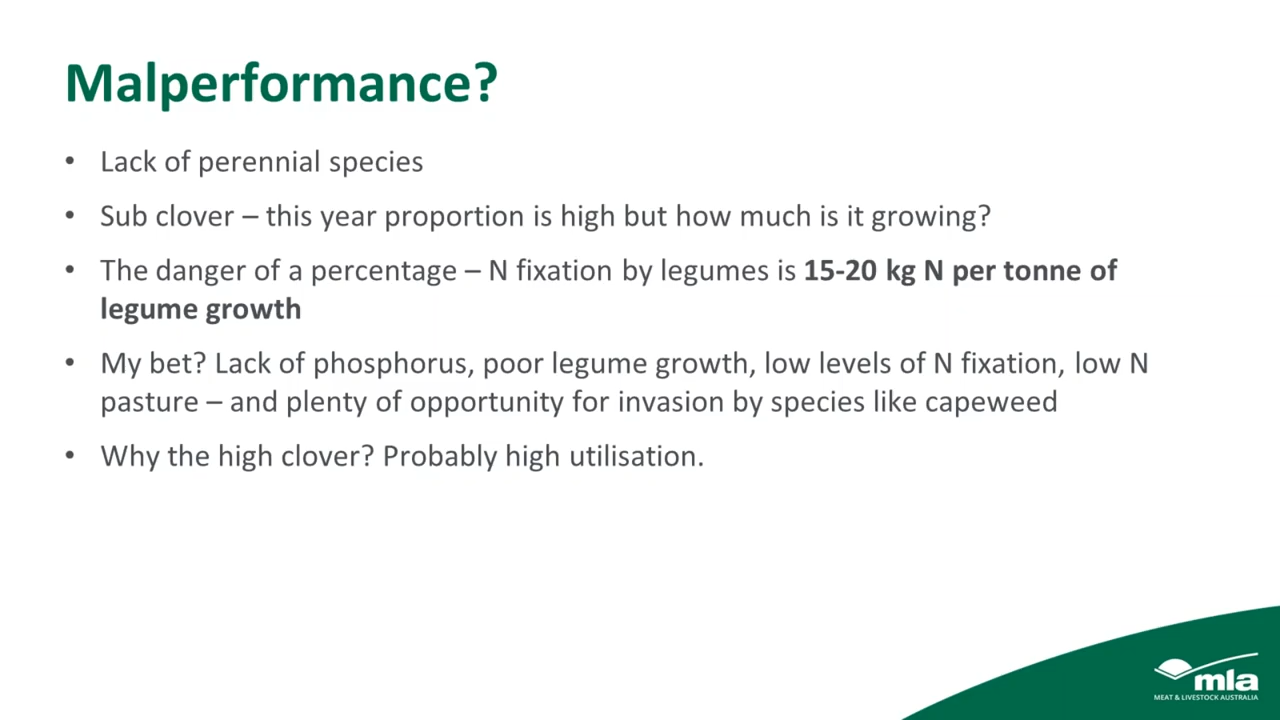 Malperformance?
• Lack of perennial species
• Sub clover – this year proportion is high but how much is it growing?
• The danger of a percentage – N fixation by legumes is 15-20 kg N per tonne of
legume growth
• My bet? Lack of phosphorus, poor legume growth, low levels of N fixation, low N
pasture – and plenty of opportunity for invasion by species like capeweed
• Why the high clover? Probably high utilisation.
mla
MEAT & LIVESTOCK AUSTRALIA